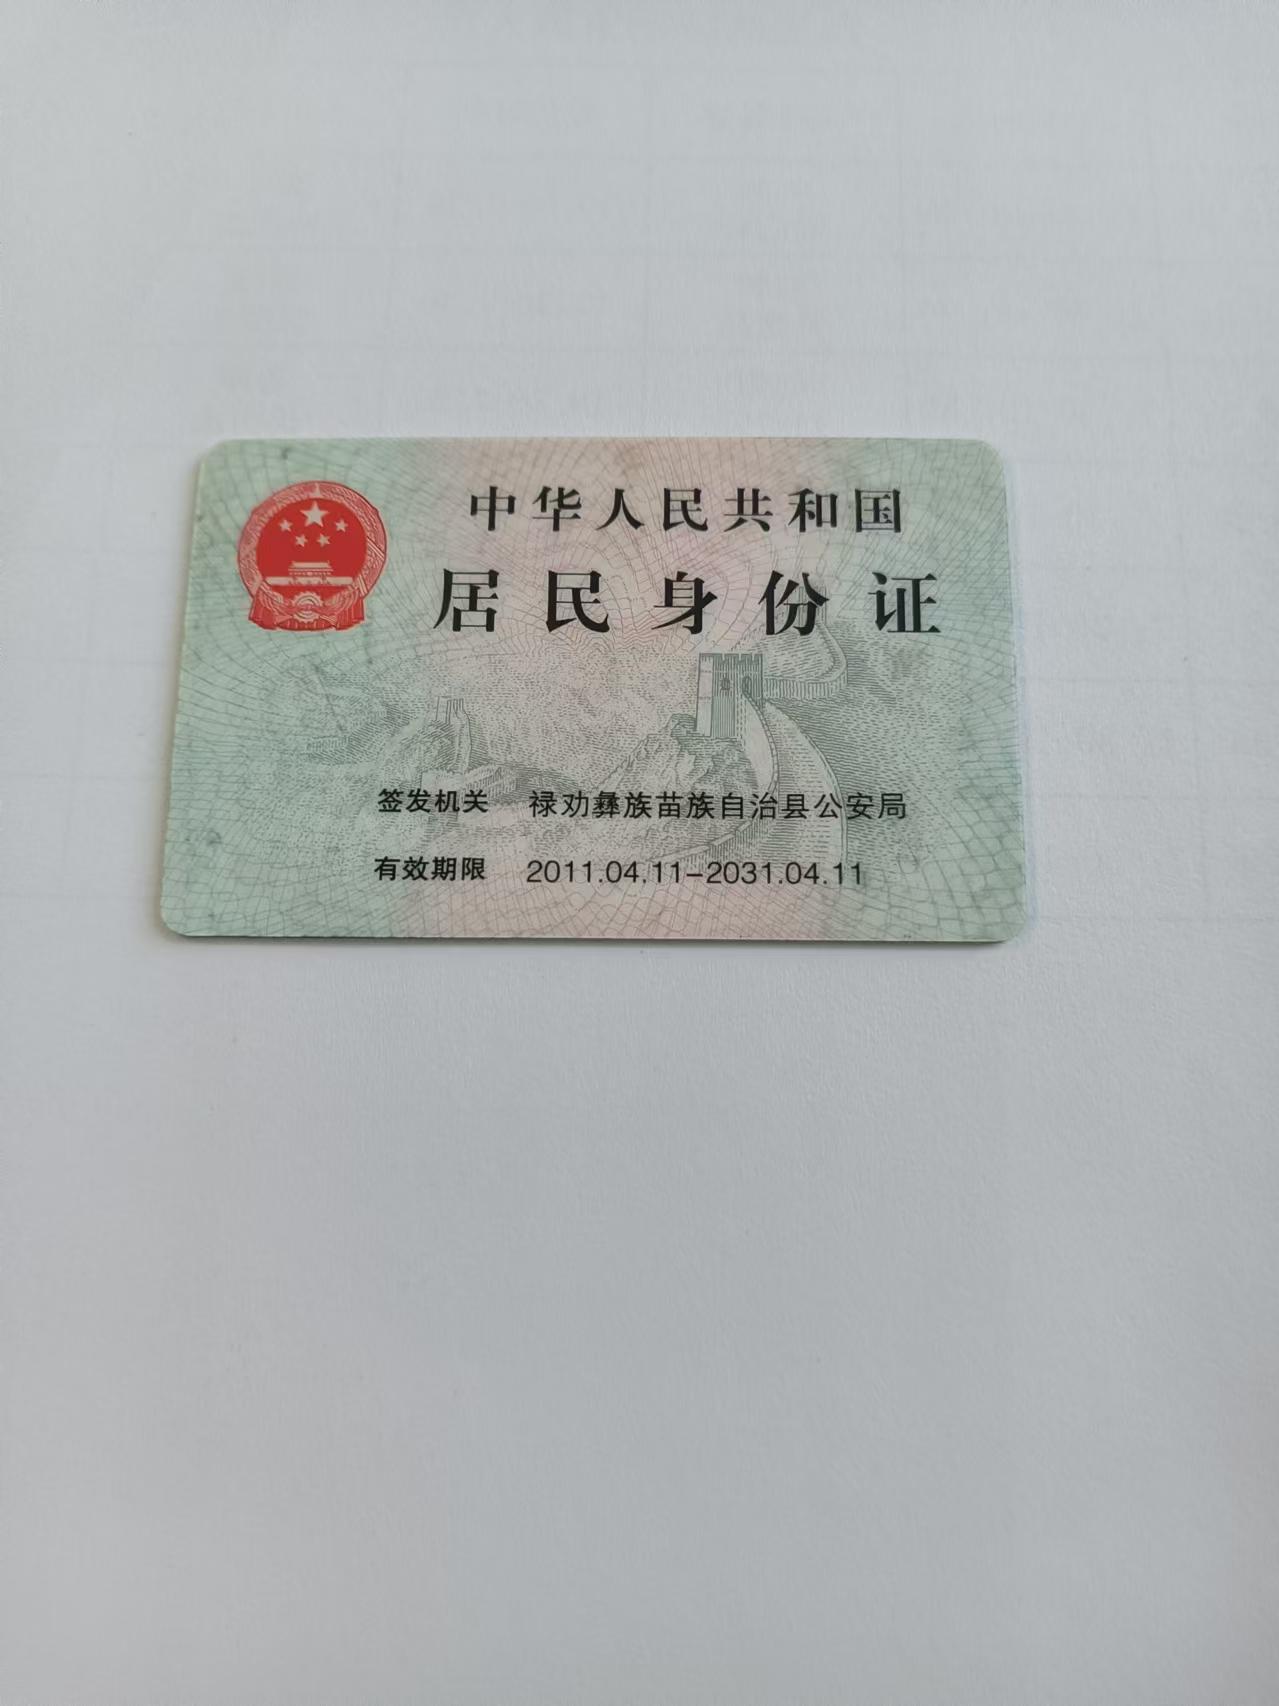 中华人民共和国
居民身份证
签发机关 禄劝彝族苗族自治县公安局
有效期限 2011.04.11-2031.04.11